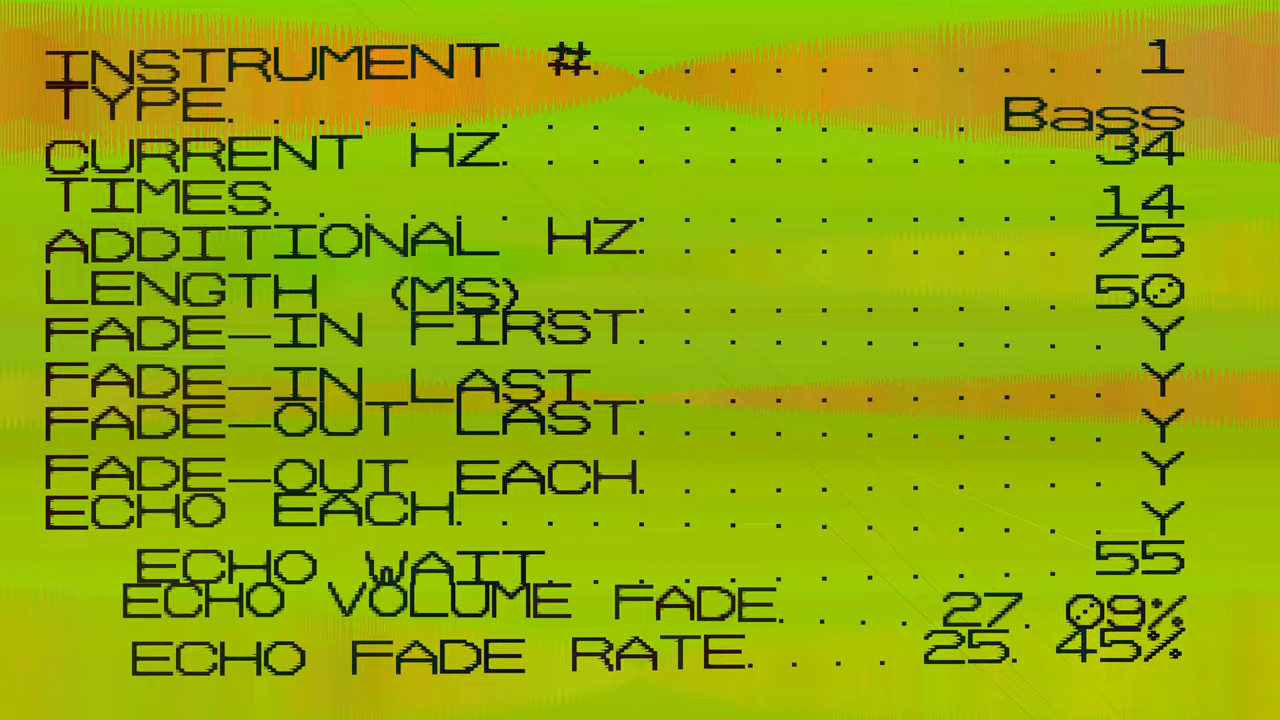 INSTRUMENT #. . . . . . . . . . . . 1
TYPE. . . . . . . . . . . . . . . . . Bass
CURRENT HZ. . . . . . . . . . . . . 34
TIMES. . . . . . . . . . . . . . . . . . . 14
ADDITIONAL HZ. . . . . . . . . . 75
LENGTH (MS). . . . . . . . . . . . . 50
FADE-IN FIRST. . . . . . . . . . . Y
FADE-IN LAST. . . . . . . . . . . . Y
FADE-OUT LAST. . . . . . . . . . . Y
FADE-OUT EACH. . . . . . . . . . . Y
ECHO EACH. . . . . . . . . . . . . . . Y
ECHO WAIT. . . . . . . . . . . . . 55
ECHO VOLUME FADE. . . . 27. 09%
ECHO FADE RATE. . . . 25. 45%